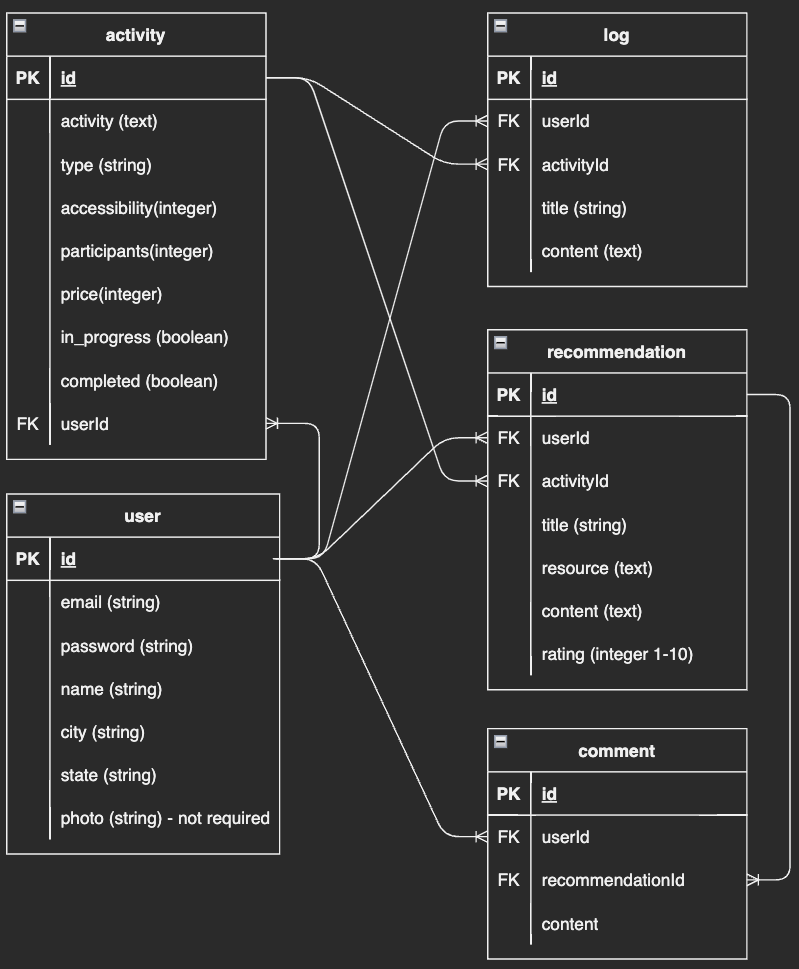 activity
PK id
activity (text)
type (string)
accessibility(integer)
participants(integer)
price(integer)
in_progress (boolean)
completed (boolean)
FK userId
user
PK id
email (string)
password (string)
name (string)
city (string)
state (string)
photo (string) - not required
log
PK id
FK userId
FK activityId
title (string)
content (text)
recommendation
PK id
FK userId
FK activityId
title (string)
resource (text)
content (text)
rating (integer 1-10)
comment
PK id
FK userId
FK recommendationId
content